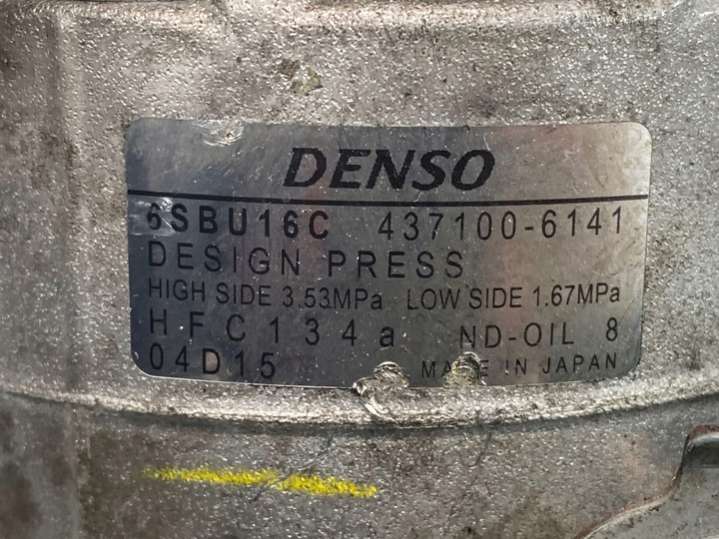 DENSO
6SBU16C 437100-6141
DESIGN PRESS
HIGH SIDE 3.53MPa LOW SIDE 1.67MPa
HFC134a ND-OIL 8
04D15 MADE IN JAPAN